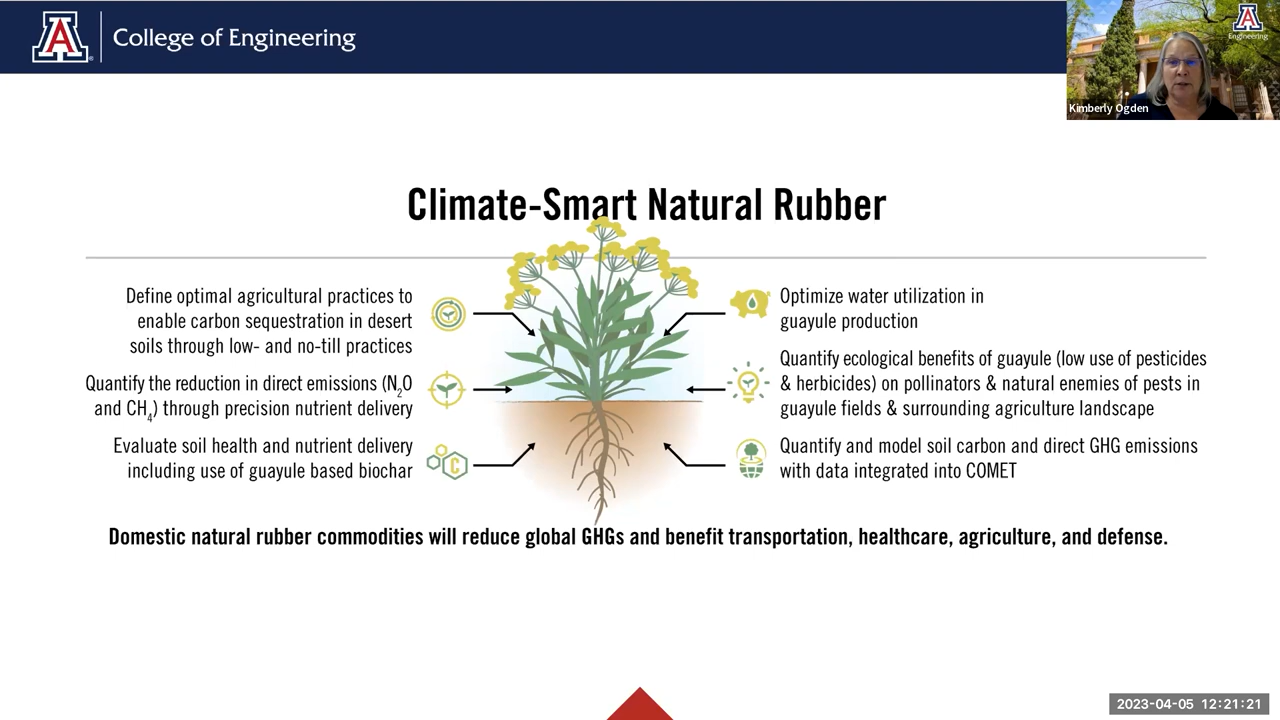 A
College of Engineering
A
Engineering
Kimberly Ogden
Climate-Smart Natural Rubber
Define optimal agricultural practices to
enable carbon sequestration in desert
soils through low- and no-till practices
Quantify the reduction in direct emissions (N₂O
and CH₄) through precision nutrient delivery
Evaluate soil health and nutrient delivery
including use of guayule based biochar
C
Optimize water utilization in
guayule production
Quantify ecological benefits of guayule (low use of pesticides
& herbicides) on pollinators & natural enemies of pests in
guayule fields & surrounding agriculture landscape
Quantify and model soil carbon and direct GHG emissions
with data integrated into COMET
Domestic natural rubber commodities will reduce global GHGs and benefit transportation, healthcare, agriculture, and defense.
2023-04-05 12:21:21